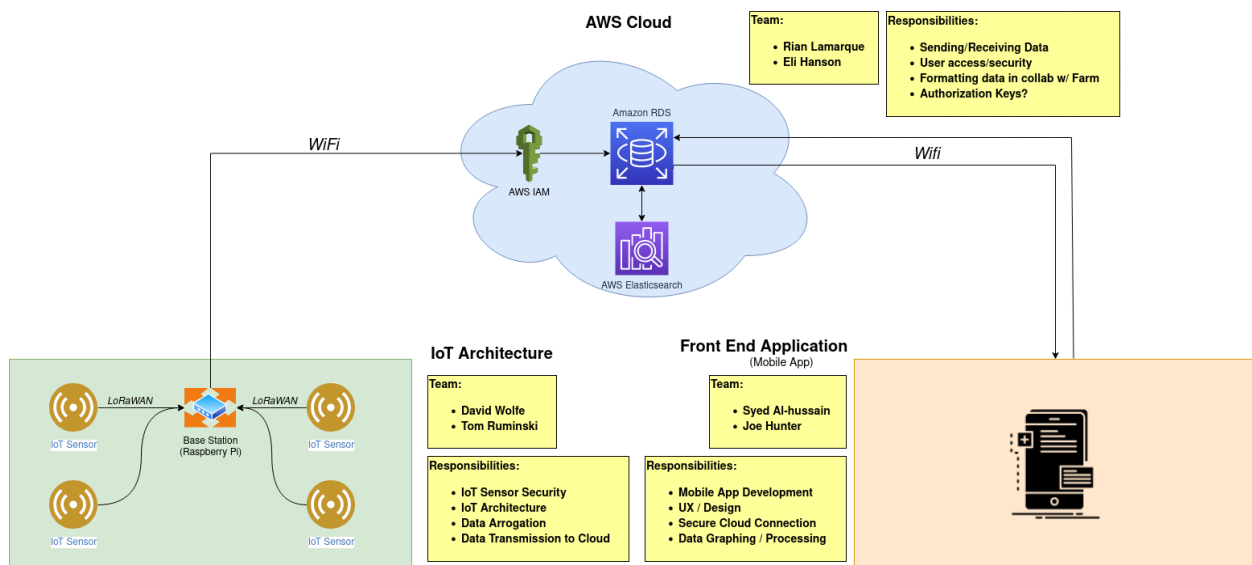 AWS Cloud
Team:
Rian Lamarque
Eli Hanson
Responsibilities:
Sending/Receiving Data
User access/security
Formatting data in collab w/ Farm
Authorization Keys?
Amazon RDS
WiFi
Wifi
AWS IAM
AWS Elasticsearch
IoT Architecture
Team:
David Wolfe
Tom Ruminski
Responsibilities:
IoT Sensor Security
IoT Architecture
Data Arrogation
Data Transmission to Cloud
Front End Application
(Mobile App)
Team:
Syed Al-hussain
Joe Hunter
Responsibilities:
Mobile App Development
UX / Design
Secure Cloud Connection
Data Graphing / Processing
LoRaWAN
LoRaWAN
IoT Sensor
Base Station
(Raspberry Pi)
IoT Sensor
IoT Sensor
IoT Sensor